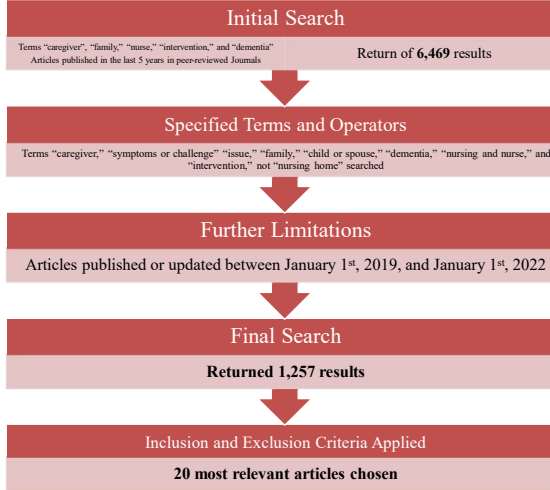 Initial Search
Terms “caregiver”, “family,” “nurse,” “intervention,” and “dementia”
Articles published in the last 5 years in peer-reviewed Journals
Return of 6,469 results
Specified Terms and Operators
Terms “caregiver,” “symptoms or challenge” “issue,” “family,” “child or spouse,” “dementia,” “nursing and nurse,” and
“intervention,” not “nursing home” searched
Further Limitations
Articles published or updated between January 1st, 2019, and January 1st, 2022
Final Search
Returned 1,257 results
Inclusion and Exclusion Criteria Applied
20 most relevant articles chosen